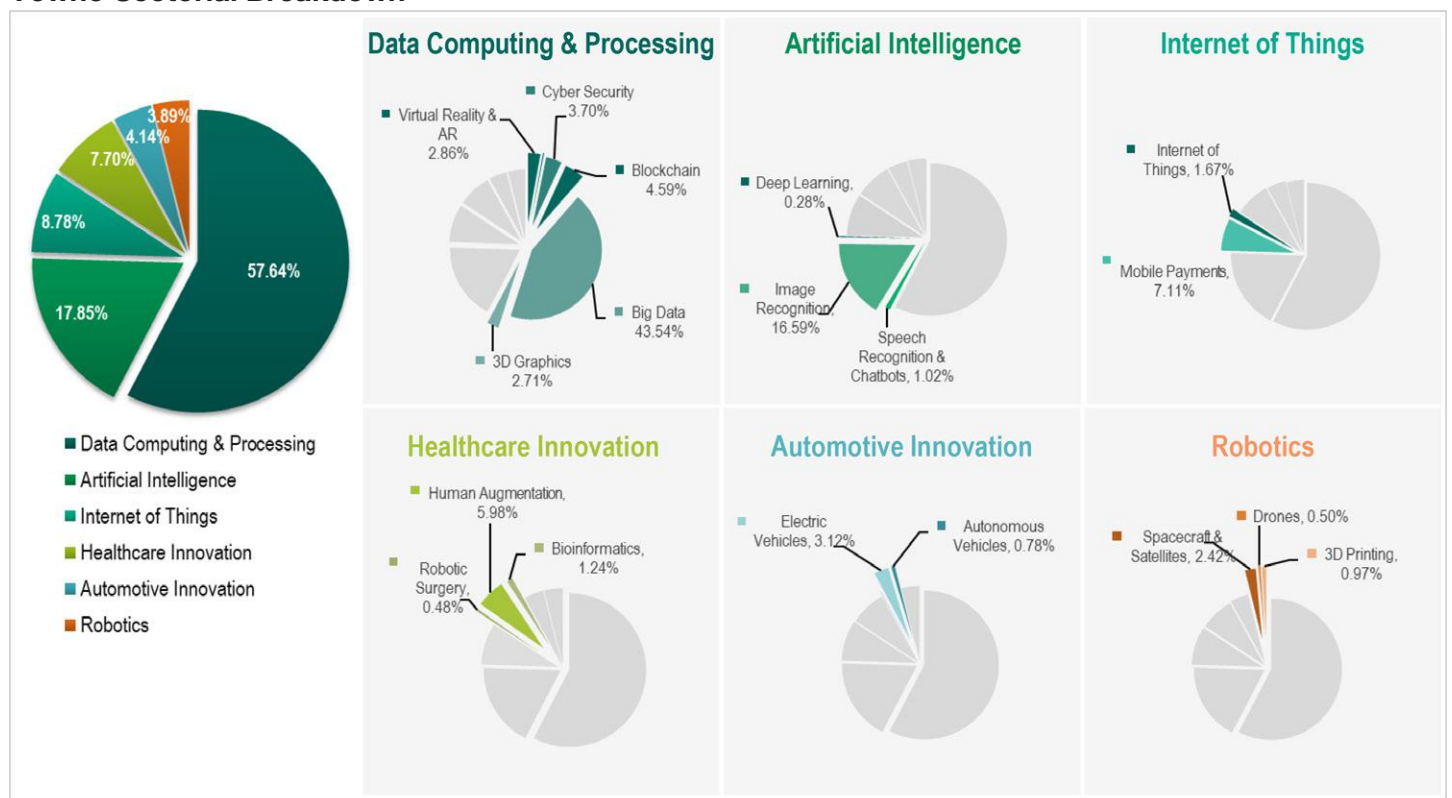 Data Computing & Processing
Artificial Intelligence
Internet of Things
3.89%
4.14%
7.70%
8.78%
17.85%
57.64%
Data Computing & Processing
Artificial Intelligence
Internet of Things
Healthcare Innovation
Automotive Innovation
Robotics
Cyber Security
3.70%
Virtual Reality &
AR
2.86%
Blockchain
4.59%
Big Data
43.54%
3D Graphics
2.71%
Deep Learning,
0.28%
Image
Recognition,
16.59%
Speech
Recognition &
Chatbots, 1.02%
Internet of
Things, 1.67%
Mobile Payments,
7.11%
Healthcare Innovation
Human Augmentation,
5.98%
Bioinformatics,
1.24%
Robotic
Surgery,
0.48%
Automotive Innovation
Electric
Vehicles, 3.12%
Autonomous
Vehicles, 0.78%
Robotics
Drones, 0.50%
Spacecraft &
Satellites, 2.42%
3D Printing,
0.97%